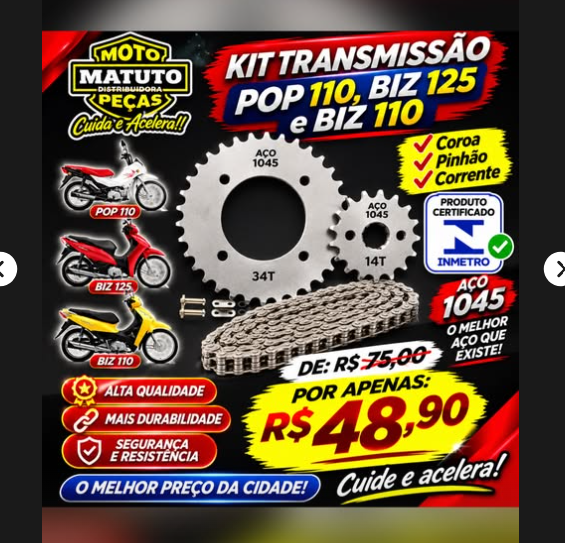 MOTO
MATUTO
DISTRIBUIDORA
PEÇAS
Cuida e Acelera!!
KIT TRANSMISSÃO
POP 110, BIZ 125
e BIZ 110
Coroa
Pinhão
Corrente
AÇO
1045
34T
AÇO
1045
14T
PRODUTO
CERTIFICADO
INMETRO
POP 110
BIZ 125
BIZ 110
AÇO
1045
O MELHOR
AÇO QUE
EXISTE!
DE: R$ 75,00
POR APENAS:
R$ 48,90
ALTA QUALIDADE
MAIS DURABILIDADE
SEGURANÇA
E RESISTÊNCIA
O MELHOR PREÇO DA CIDADE!
Cuide e acelera!